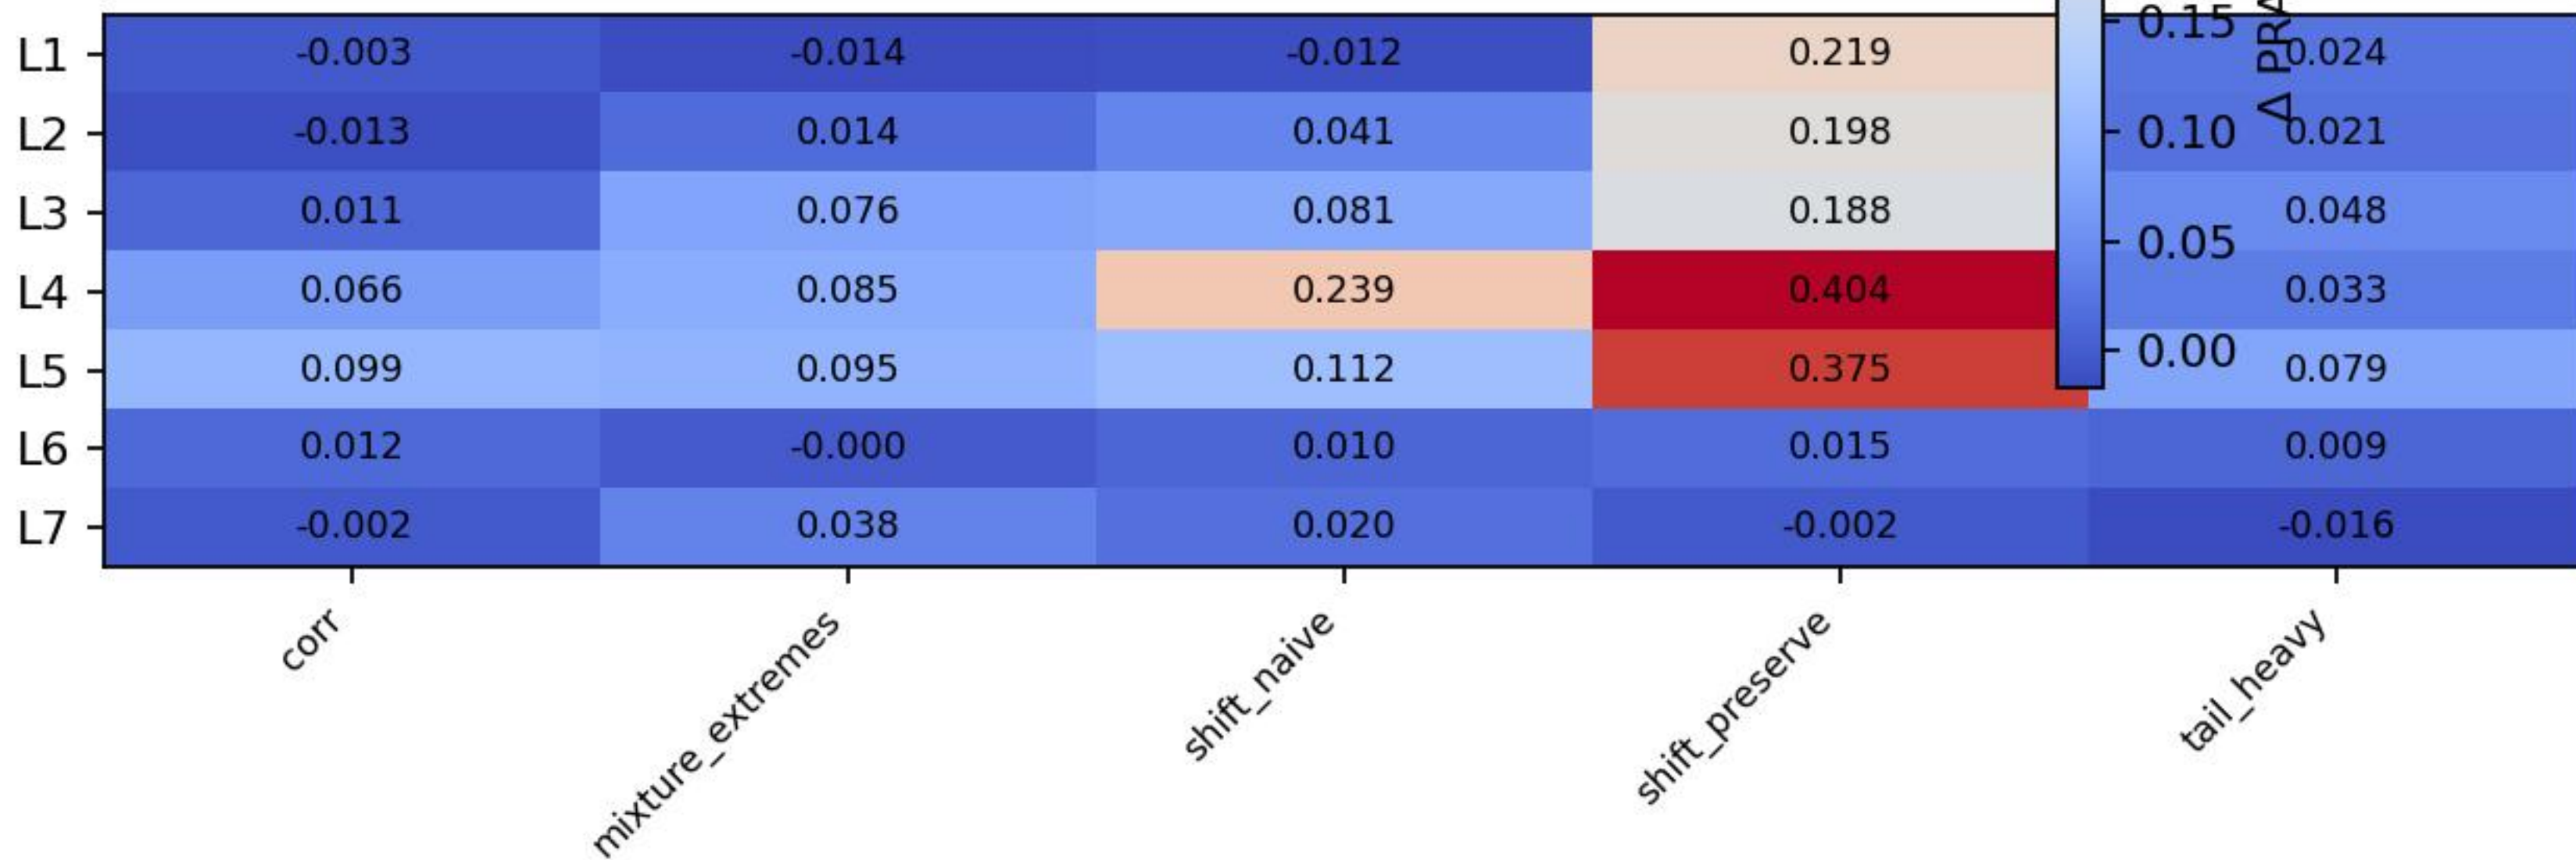 L1 -0.003 -0.014 -0.012 0.219 0.024
L2 -0.013 0.014 0.041 0.198 0.021
L3 0.011 0.076 0.081 0.188 0.048
L4 0.066 0.085 0.239 0.404 0.033
L5 0.099 0.095 0.112 0.375 0.079
L6 0.012 -0.000 0.010 0.015 0.009
L7 -0.002 0.038 0.020 -0.002 -0.016
corr mixture_extremes shift_naive shift_preserve tail_heavy
0.15
0.10
0.05
0.00
Δ